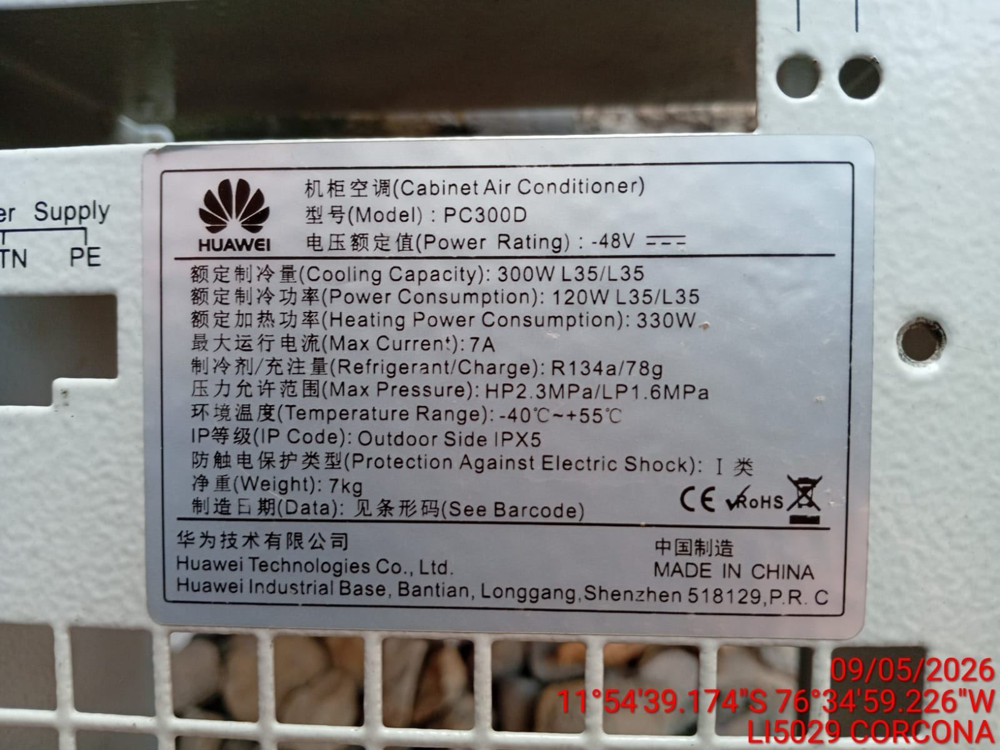 Supply
TN PE
HUAWEI
机柜空调(Cabinet Air Conditioner)
型号(Model) : PC300D
电压额定值(Power Rating) : -48V
额定制冷量(Cooling Capacity): 300W L35/L35
额定制冷功率(Power Consumption): 120W L35/L35
额定加热功率(Heating Power Consumption): 330W
最大运行电流(Max Current): 7A
制冷剂/充注量(Refrigerant/Charge): R134a/78g
压力允许范围(Max Pressure): HP2.3MPa/LP1.6MPa
环境温度(Temperature Range): -40℃~+55℃
IP等级(IP Code): Outdoor Side IPX5
防触电保护类型(Protection Against Electric Shock): I 类
净重(Weight): 7kg
制造日期(Data): 见条形码(See Barcode)
CE RoHS
华为技术有限公司
Huawei Technologies Co., Ltd.
Huawei Industrial Base, Bantian, Longgang,Shenzhen 518129,P.R. C
中国制造
MADE IN CHINA
09/05/2026
11°54'39.174"S 76°34'59.226"W
LI5029 CORCONA